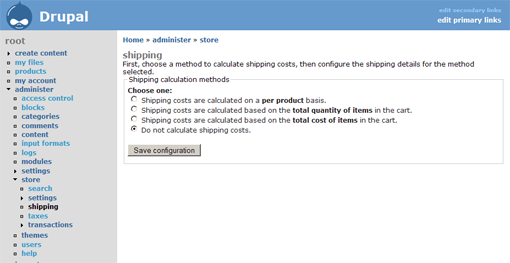 Drupal
edit secondary links
edit primary links
root
create content
my files
products
my account
administer
access control
blocks
categories
comments
content
input formats
logs
modules
settings
store
search
settings
shipping
taxes
transactions
themes
users
help
Home » administer » store
shipping
First, choose a method to calculate shipping costs, then configure the shipping details for the method
selected.
Shipping calculation methods
Choose one:
Shipping costs are calculated on a per product basis.
Shipping costs are calculated based on the total quantity of items in the cart.
Shipping costs are calculated based on the total cost of items in the cart.
Do not calculate shipping costs.
Save configuration